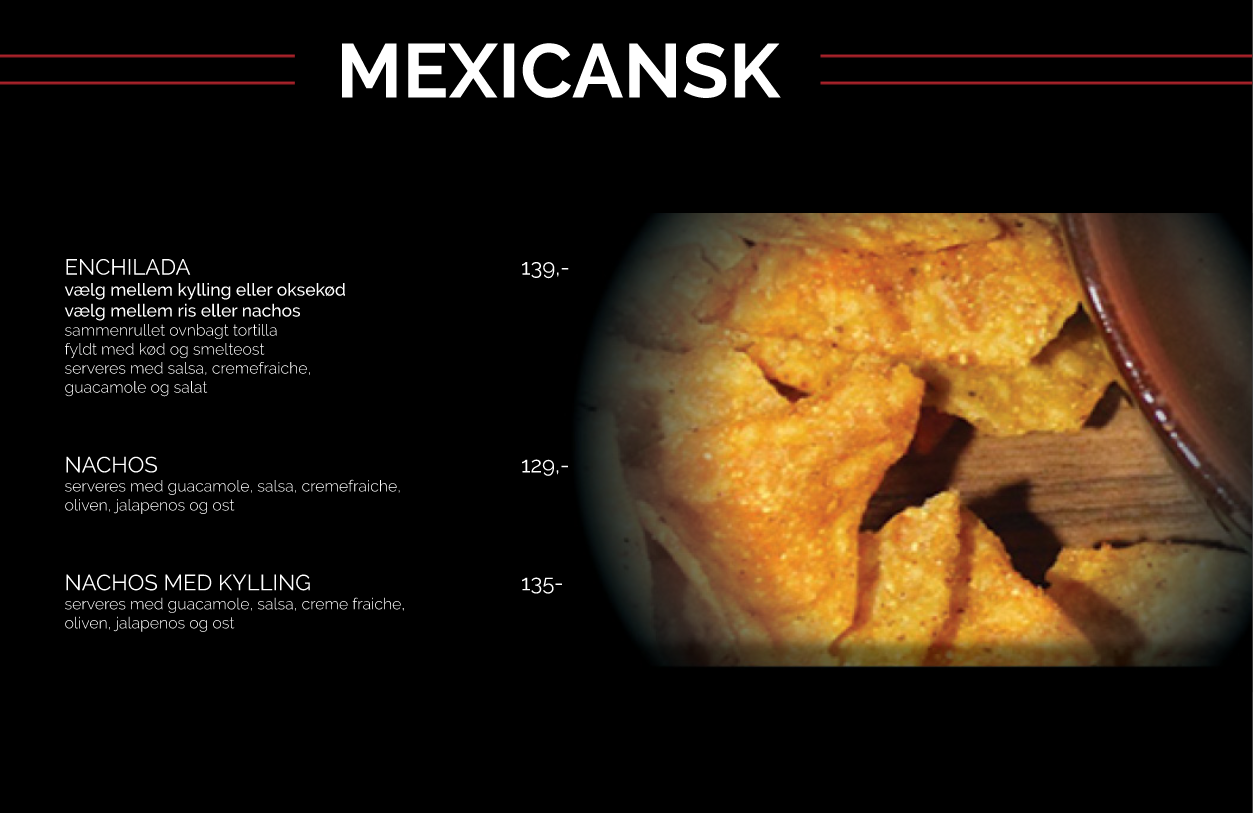 MEXICANSK
ENCHILADA 139,-
vælg mellem kylling eller oksekød
vælg mellem ris eller nachos
sammenrullet ovnbagt tortilla
fyldt med kød og smelteost
serveres med salsa, cremefraiche,
guacamole og salat
NACHOS 129,-
serveres med guacamole, salsa, cremefraiche,
oliven, jalapenos og ost
NACHOS MED KYLLING 135-
serveres med guacamole, salsa, creme fraiche,
oliven, jalapenos og ost